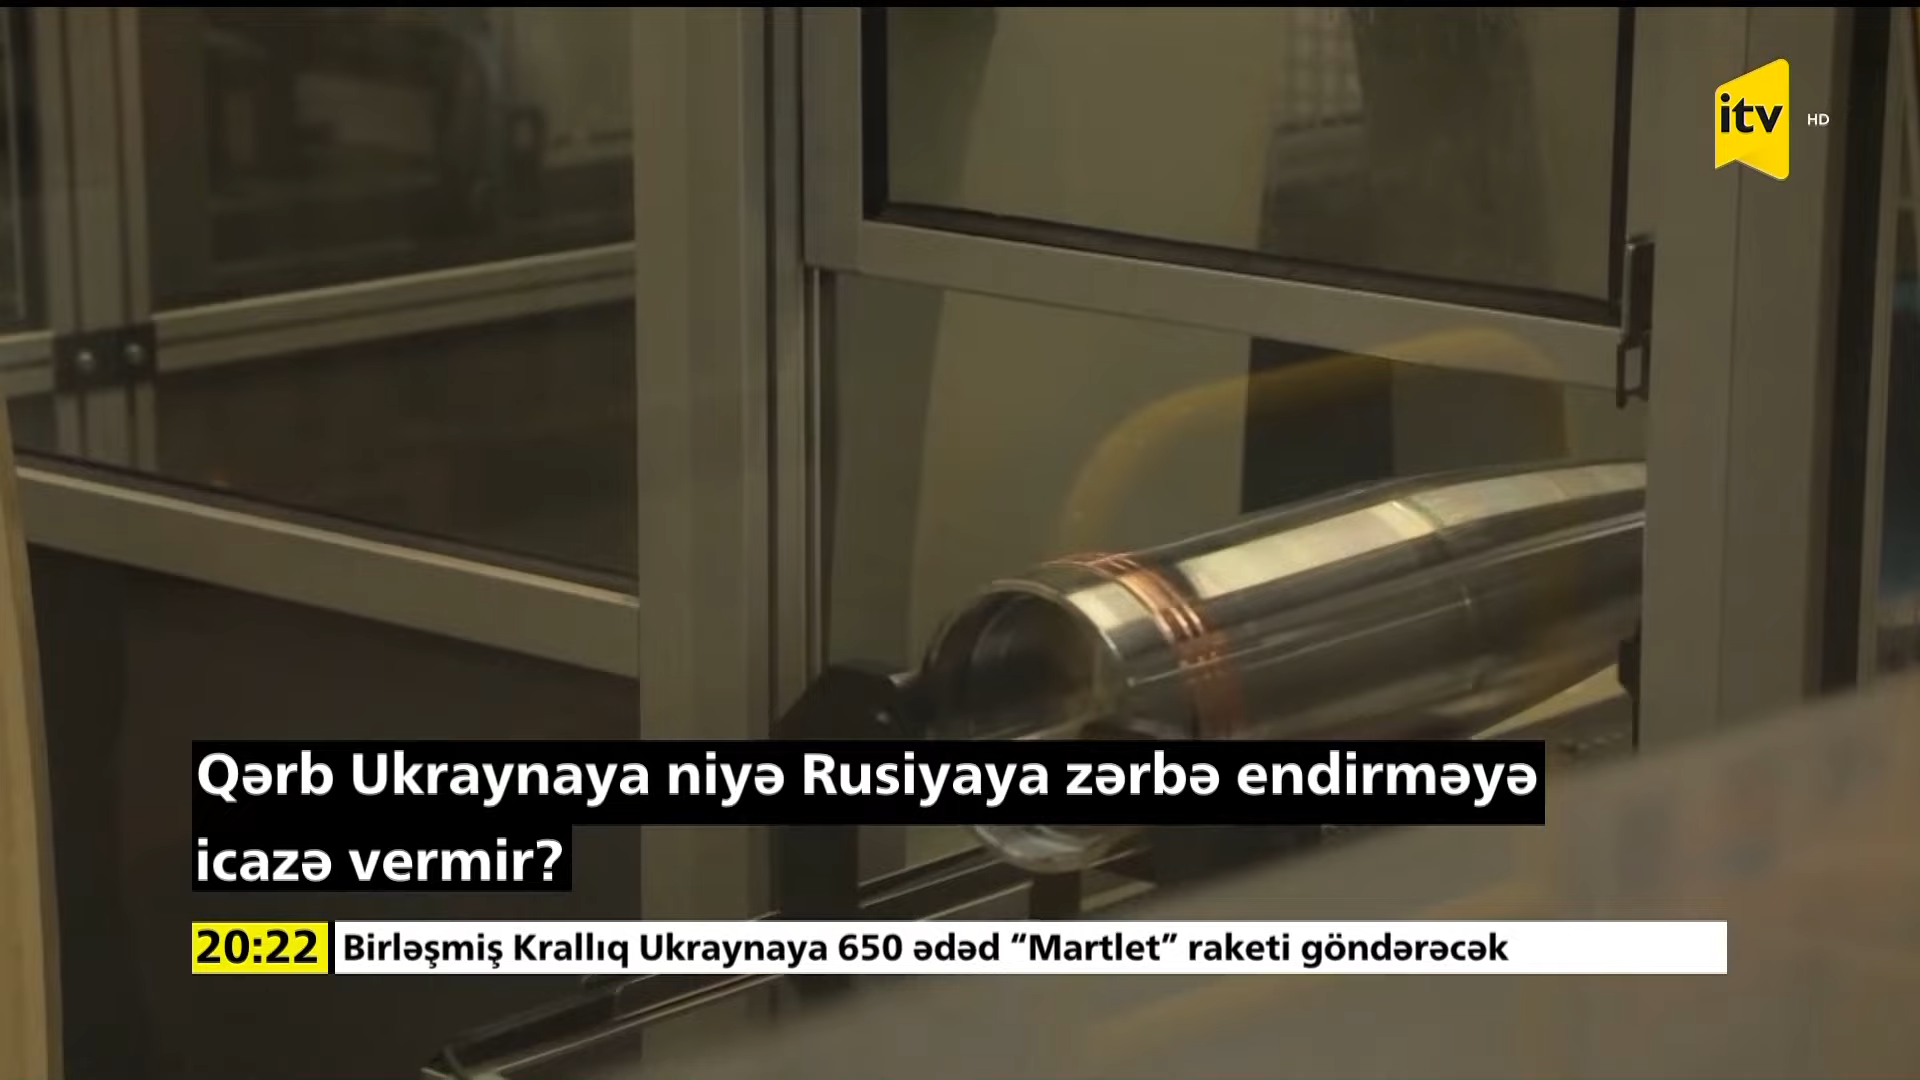 itv HD
Qərb Ukraynaya niyə Rusiyaya zərbə endirməyə
icazə vermir?
20:22 Birləşmiş Krallıq Ukraynaya 650 ədəd “Martlet” raketi göndərəcək